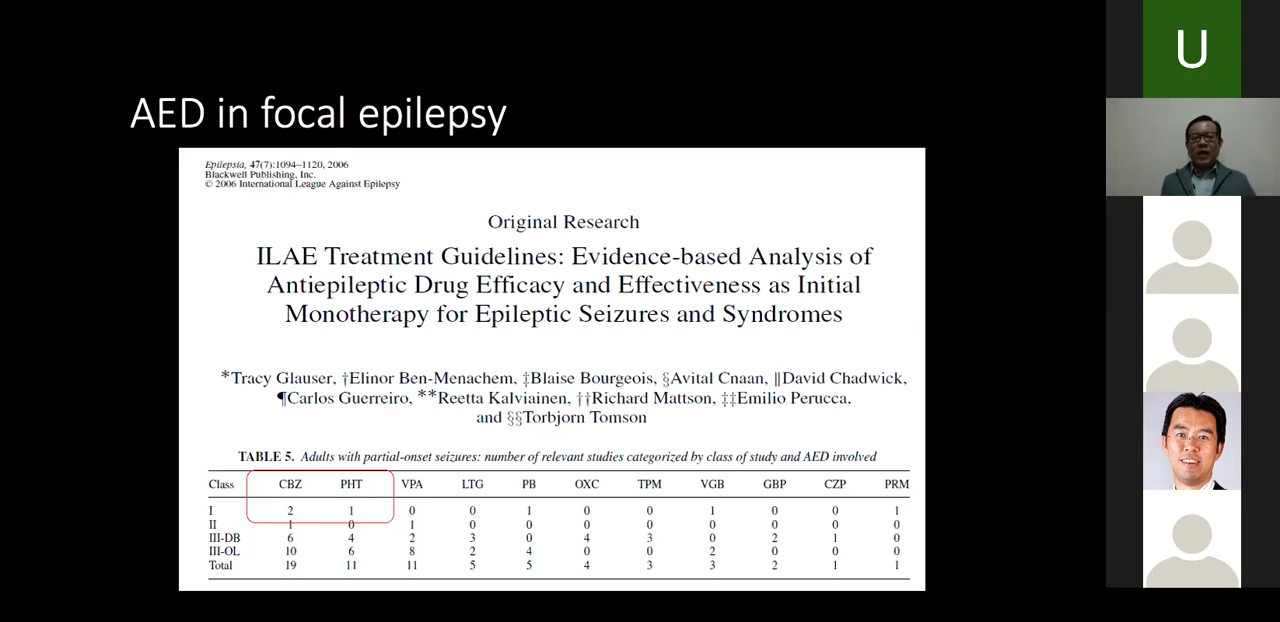 AED in focal epilepsy
Epilepsia, 47(7):1094–1120, 2006
Blackwell Publishing, Inc.
© 2006 International League Against Epilepsy
Original Research
ILAE Treatment Guidelines: Evidence-based Analysis of
Antiepileptic Drug Efficacy and Effectiveness as Initial
Monotherapy for Epileptic Seizures and Syndromes
*Tracy Glauser, †Elinor Ben-Menachem, ‡Blaise Bourgeois, §Avital Cnaan, ‖David Chadwick,
¶Carlos Guerreiro, **Reetta Kalviainen, ††Richard Mattson, ‡‡Emilio Perucca,
and §§Torbjorn Tomson
TABLE 5. Adults with partial-onset seizures: number of relevant studies categorized by class of study and AED involved
Class CBZ PHT VPA LTG PB OXC TPM VGB GBP CZP PRM
I 2 1 0 0 1 0 0 1 0 0 1
II 1 0 1 0 0 0 0 0 0 0 0
III-DB 6 4 2 3 0 4 3 0 2 1 0
III-OL 10 6 8 2 4 0 0 2 0 0 0
Total 19 11 11 5 5 4 3 3 2 1 1
U